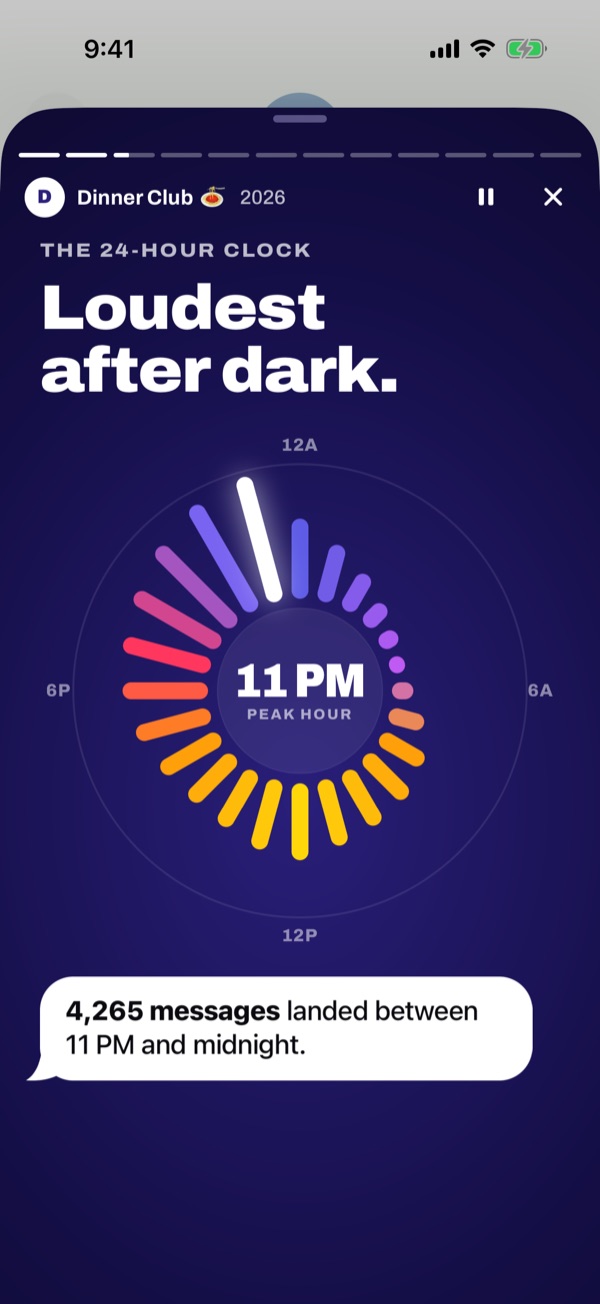 9:41
D Dinner Club 🍝 2026
THE 24-HOUR CLOCK
Loudest
after dark.
12A
11 PM
PEAK HOUR
6P
6A
12P
4,265 messages landed between
11 PM and midnight.